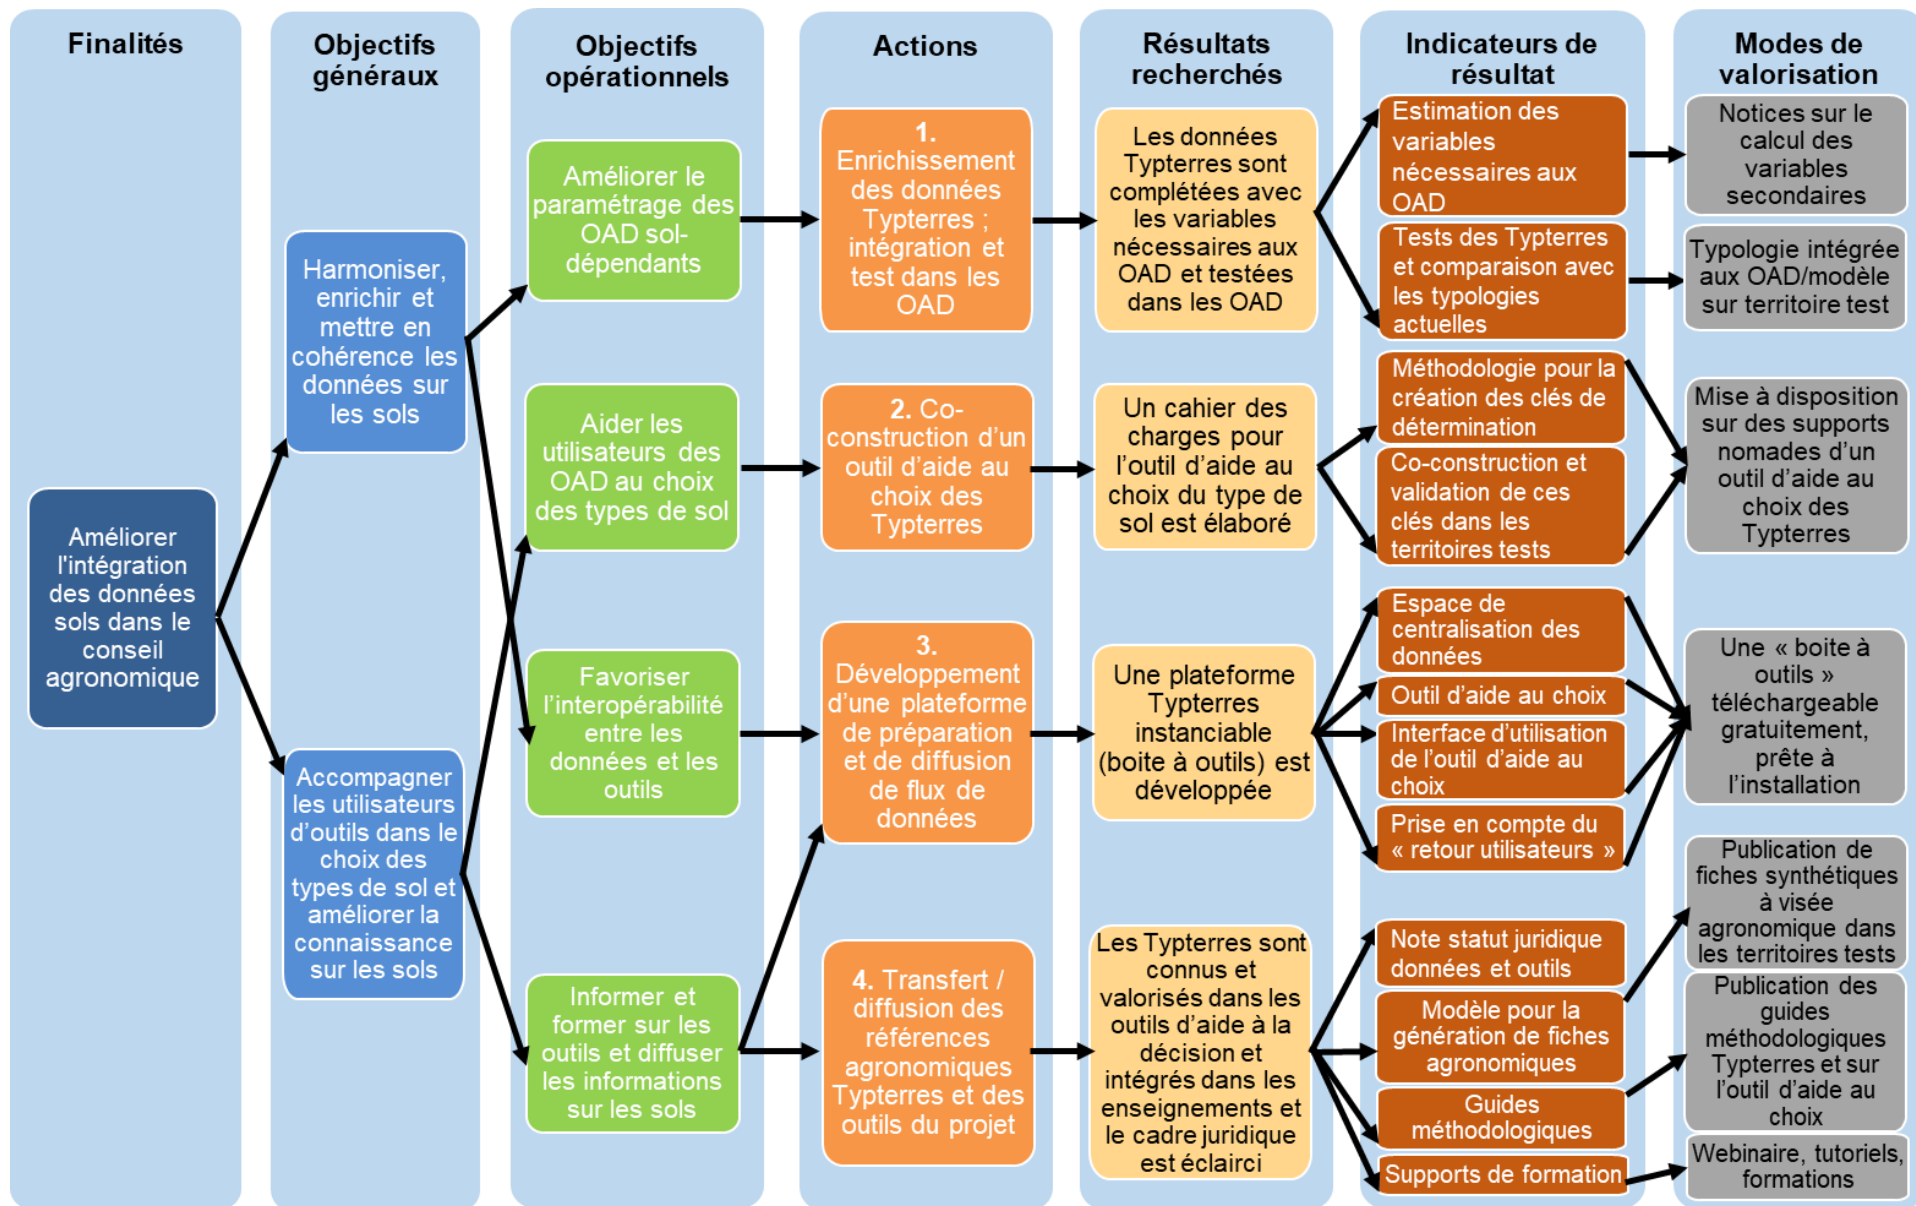 Finalités
Objectifs
généraux
Objectifs
opérationnels
Actions
Résultats
recherchés
Indicateurs de
résultat
Modes de
valorisation
Améliorer
l'intégration
des données
sols dans le
conseil
agronomique
Harmoniser,
enrichir et
mettre en
cohérence les
données sur
les sols
Accompagner
les utilisateurs
d’outils dans le
choix des
types de sol et
améliorer la
connaissance
sur les sols
Améliorer le
paramétrage des
OAD sol-
dépendants
Aider les
utilisateurs des
OAD au choix
des types de sol
Favoriser
l’interopérabilité
entre les
données et les
outils
Informer et
former sur les
outils et diffuser
les informations
sur les sols
1.
Enrichissement
des données
Typterres ;
intégration et
test dans les
OAD
2. Co-
construction d’un
outil d’aide au
choix des
Typterres
3.
Développement
d’une plateforme
de préparation
et de diffusion
de flux de
données
4. Transfert /
diffusion des
références
agronomiques
Typterres et des
outils du projet
Les données
Typterres sont
complétées avec
les variables
nécessaires aux
OAD et testées
dans les OAD
Un cahier des
charges pour
l’outil d’aide au
choix du type de
sol est élaboré
Une plateforme
Typterres
instanciable
(boite à outils) est
développée
Les Typterres sont
connus et
valorisés dans les
outils d’aide à la
décision et
intégrés dans les
enseignements et
le cadre juridique
est éclairci
Estimation des
variables
nécessaires aux
OAD
Tests des Typterres
et comparaison avec
les typologies
actuelles
Méthodologie pour la
création des clés de
détermination
Co-construction et
validation de ces
clés dans les
territoires tests
Espace de
centralisation des
données
Outil d’aide au choix
Interface d’utilisation
de l’outil d’aide au
choix
Prise en compte du
« retour utilisateurs »
Note statut juridique
données et outils
Modèle pour la
génération de fiches
agronomiques
Guides
méthodologiques
Supports de formation
Notices sur le
calcul des
variables
secondaires
Typologie intégrée
aux OAD/modèle
sur territoire test
Mise à disposition
sur des supports
nomades d’un
outil d’aide au
choix des
Typterres
Une « boite à
outils »
téléchargeable
gratuitement,
prête à
l’installation
Publication de
fiches synthétiques
à visée
agronomique dans
les territoires tests
Publication des
guides
méthodologiques
Typterres et sur
l’outil d’aide au
choix
Webinaire, tutoriels,
formations